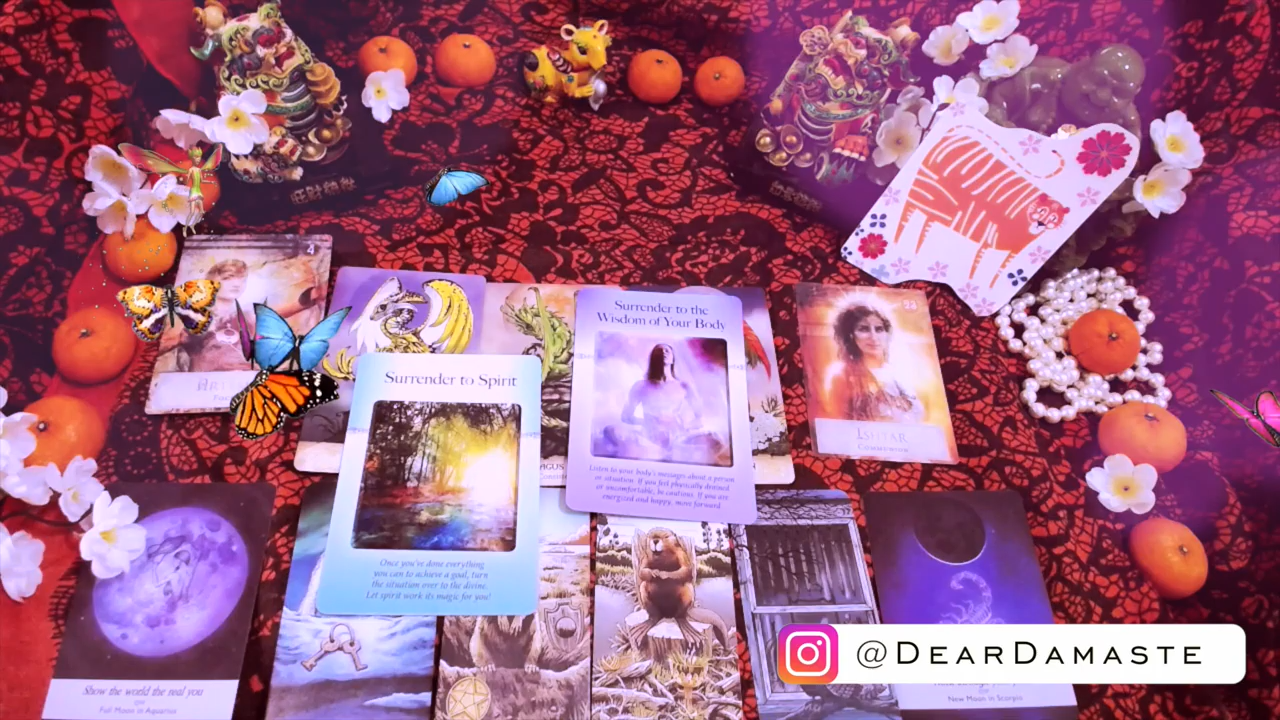 4
Surrender to the
Wisdom of Your Body
Surrender to Spirit
22
ISHTAR
AGUS
Listen to your body's messages about a person
or situation. If you feel physically drained
or uncomfortable, be cautious. If you are
energized and happy, move forward.
Once you've done everything
you can to achieve a goal, turn
the situation over to the divine.
Let spirit work its magic for you!
@DEARDAMASTE
Show the world the real you
Full Moon in Aquarius
New Moon in Scorpio